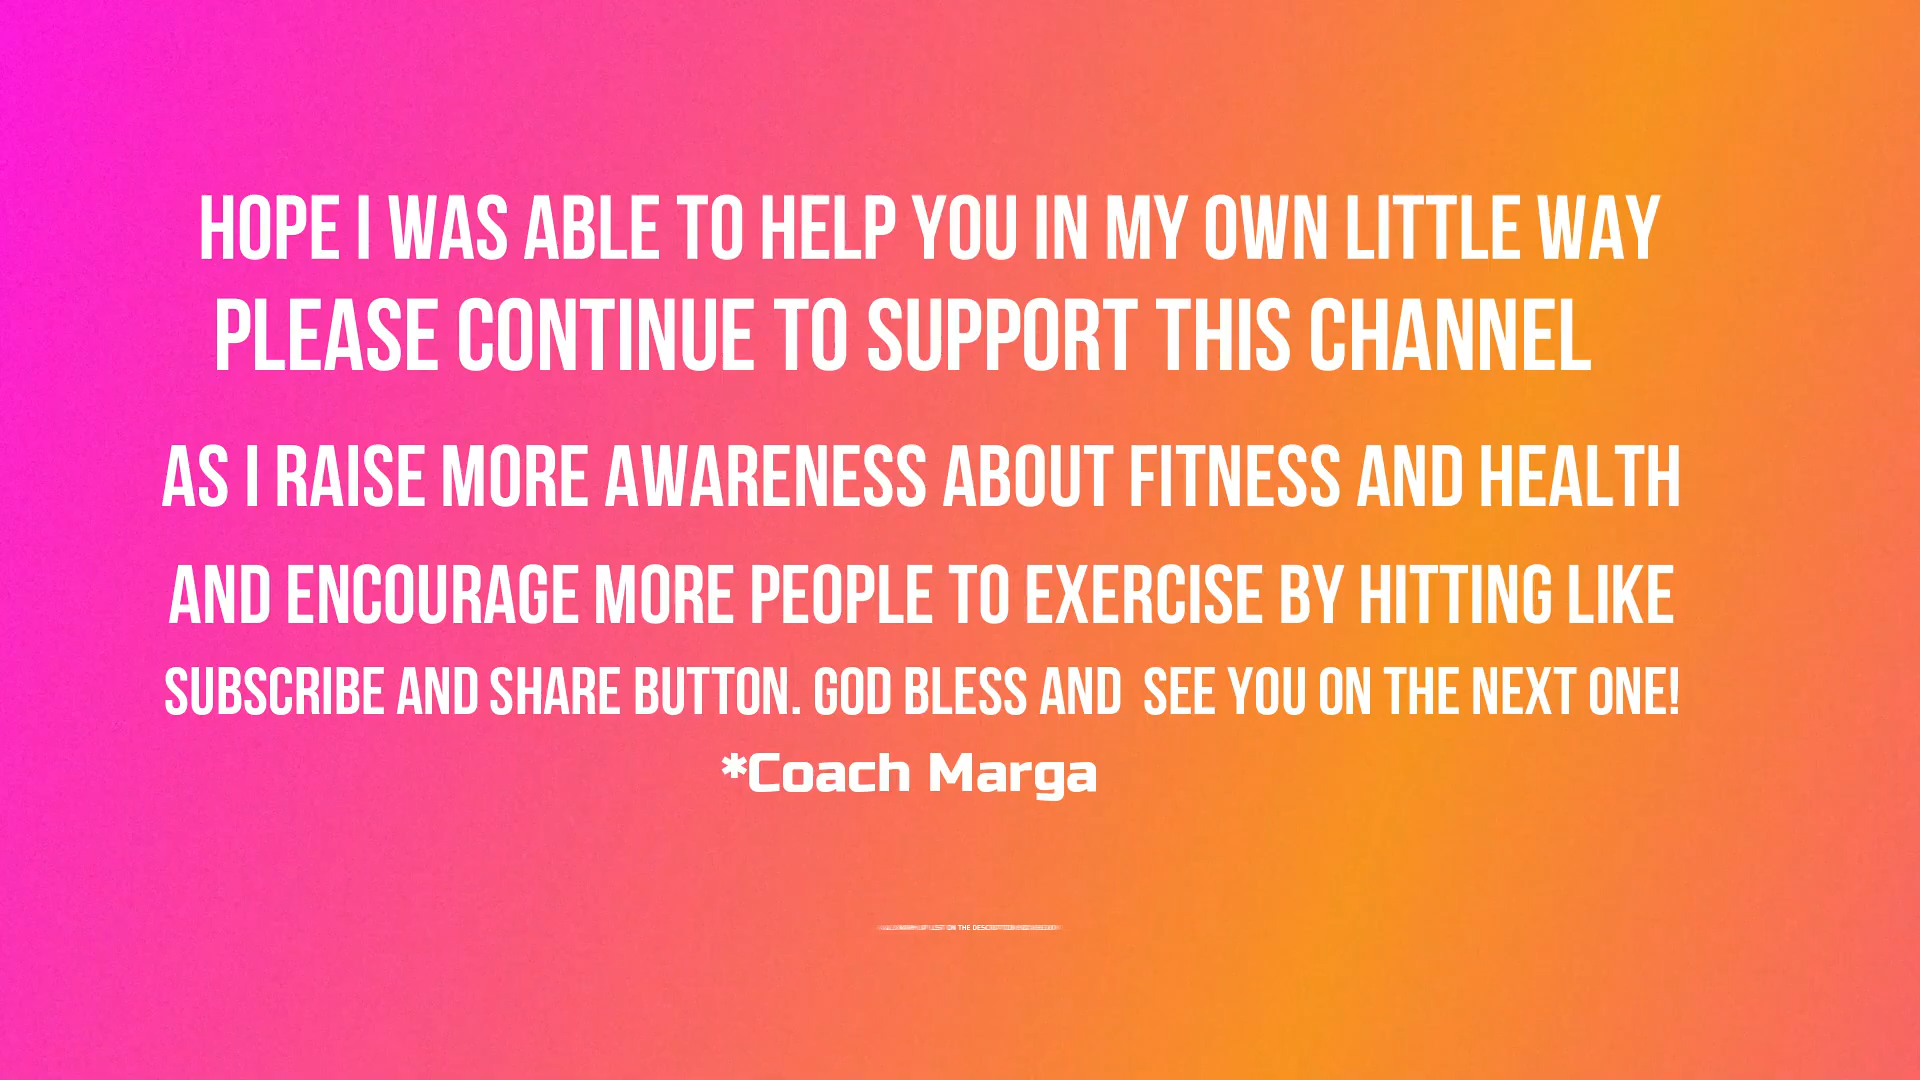 HOPE I WAS ABLE TO HELP YOU IN MY OWN LITTLE WAY
PLEASE CONTINUE TO SUPPORT THIS CHANNEL
AS I RAISE MORE AWARENESS ABOUT FITNESS AND HEALTH
AND ENCOURAGE MORE PEOPLE TO EXERCISE BY HITTING LIKE
SUBSCRIBE AND SHARE BUTTON. GOD BLESS AND SEE YOU ON THE NEXT ONE!
*Coach Marga
ON THE